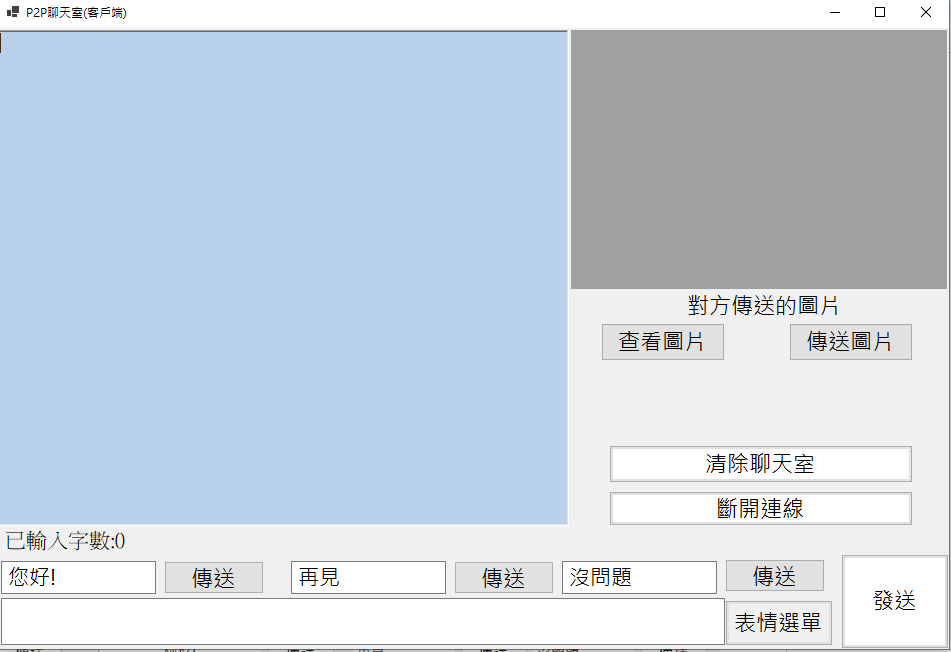 P2P聊天室(客戶端)
對方傳送的圖片
查看圖片
傳送圖片
清除聊天室
斷開連線
已輸入字數:0
您好!
傳送
再見
傳送
沒問題
傳送
表情選單
發送